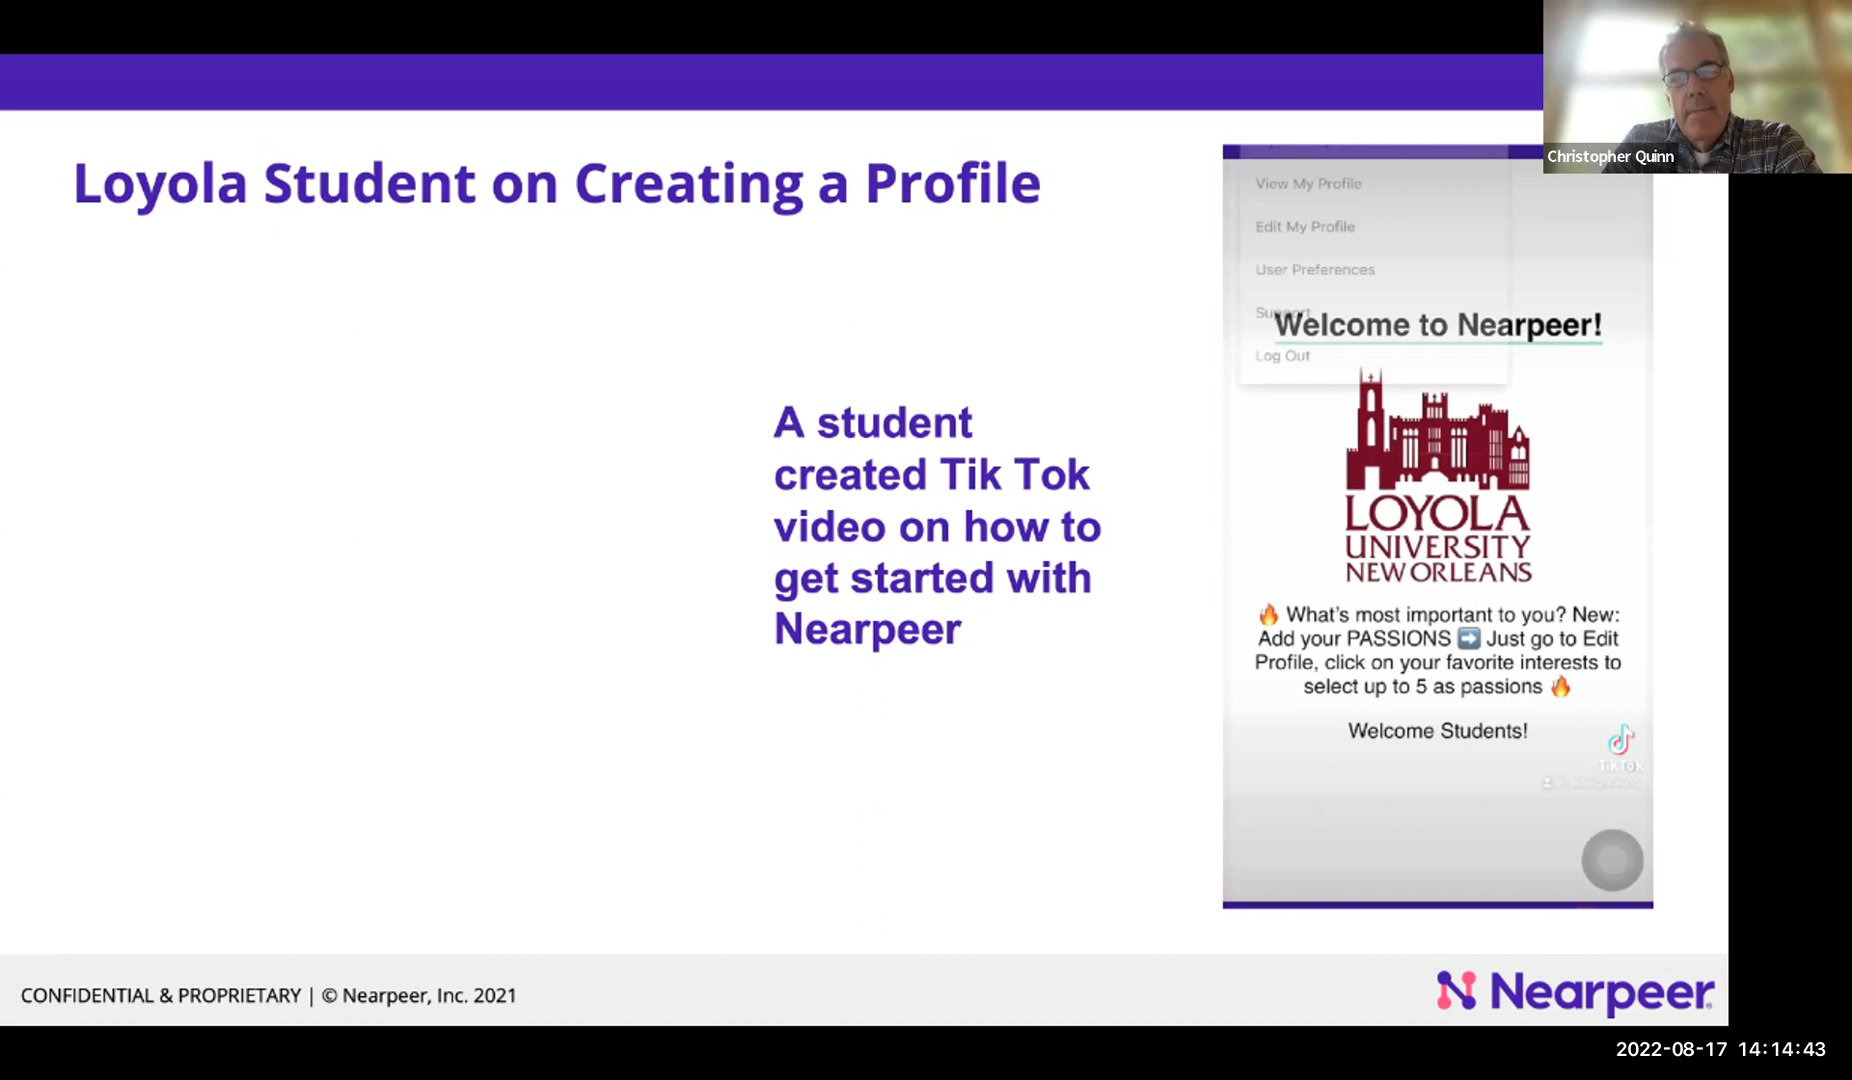 Christopher Quinn
Loyola Student on Creating a Profile
A student
created Tik Tok
video on how to
get started with
Nearpeer
View My Profile
Edit My Profile
User Preferences
Support
Welcome to Nearpeer!
Log Out
LOYOLA
UNIVERSITY
NEW ORLEANS
🔥 What's most important to you? New:
Add your PASSIONS ➡️ Just go to Edit
Profile, click on your favorite interests to
select up to 5 as passions 🔥
Welcome Students!
TikTok
CONFIDENTIAL & PROPRIETARY | © Nearpeer, Inc. 2021
Nearpeer
2022-08-17 14:14:43